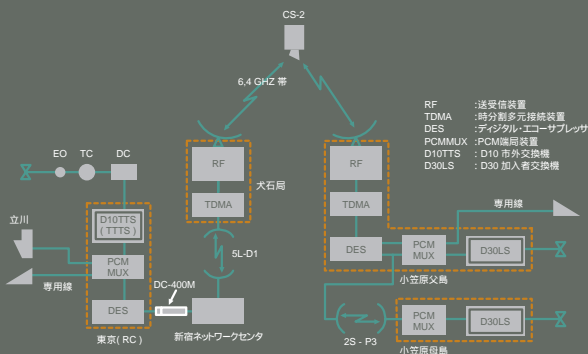 CS-2
6,4 GHZ 帯
RF : 送受信装置
TDMA : 時分割多元接続装置
DES : ディジタル・エコーサプレッサ
PCMMUX : PCM端局装置
D10TTS : D10 市外交換機
D30LS : D30 加入者交換機
EO
TC
DC
RF
TDMA
犬石局
RF
TDMA
DES
PCM
MUX
D30LS
専用線
小笠原父島
立川
専用線
D10TTS
( TTTS )
PCM
MUX
DES
東京( RC )
5L-D1
DC-400M
新宿ネットワークセンタ
2S - P3
PCM
MUX
D30LS
小笠原母島